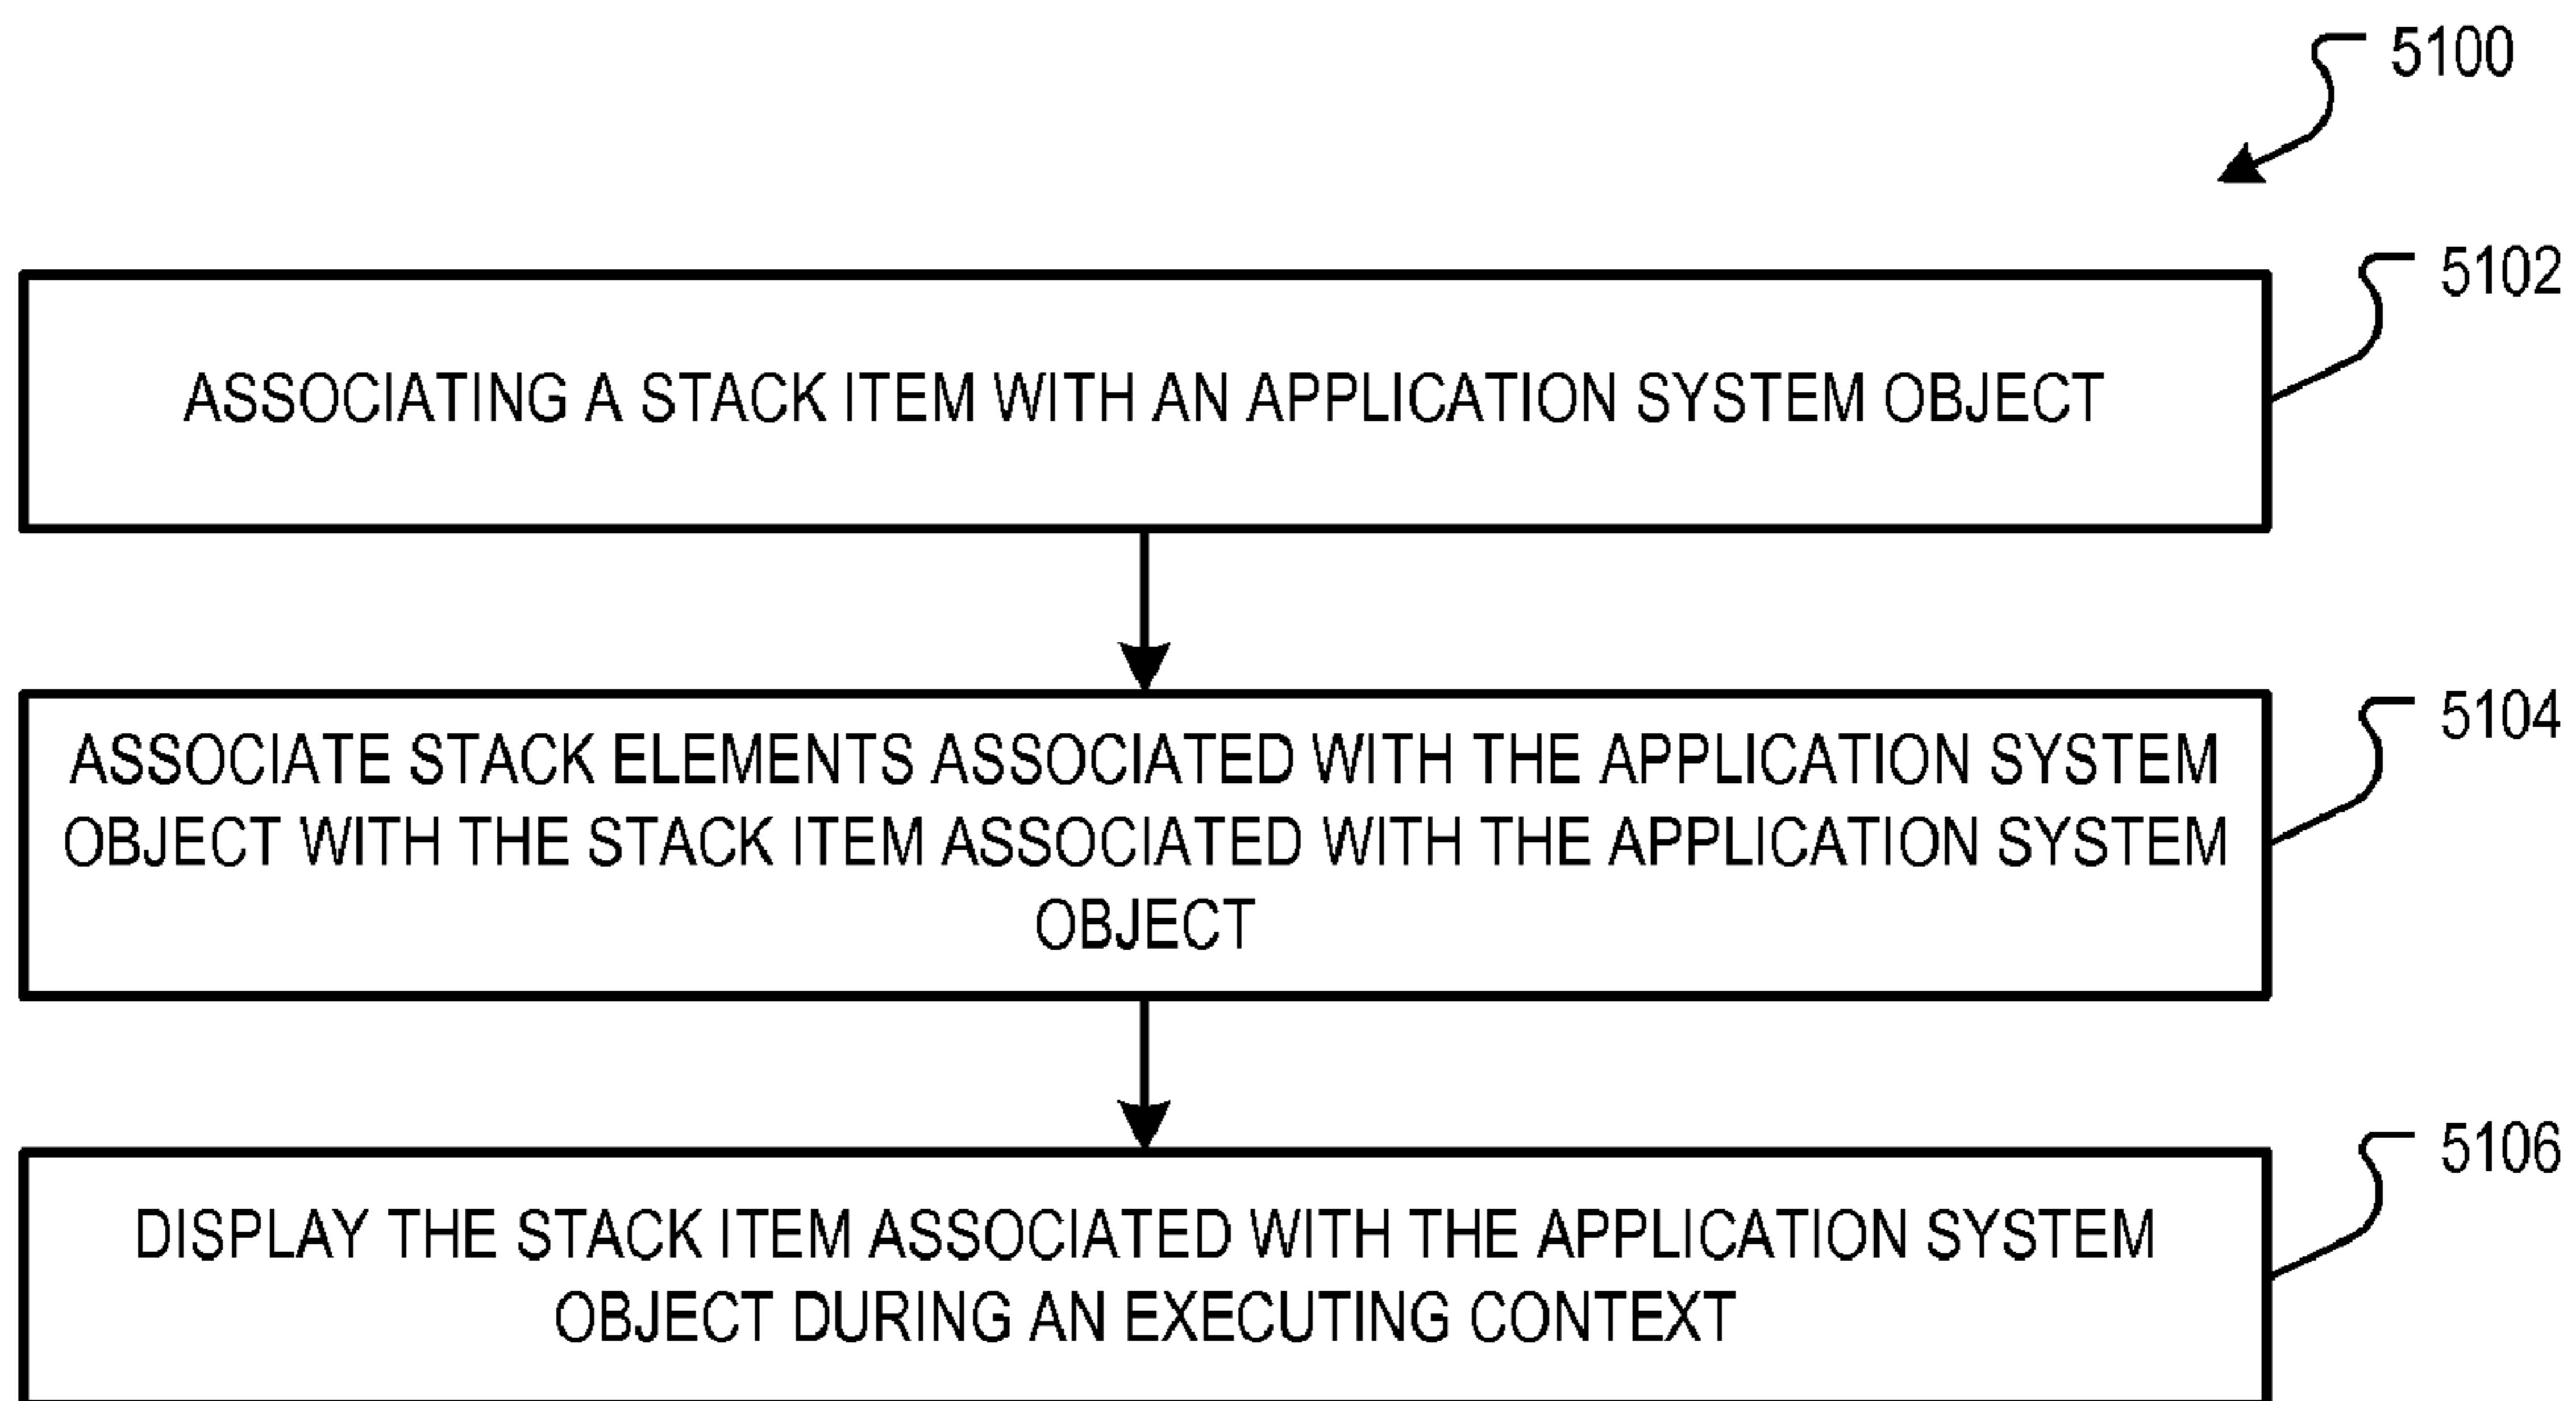 5100
5102
ASSOCIATING A STACK ITEM WITH AN APPLICATION SYSTEM OBJECT
5104
ASSOCIATE STACK ELEMENTS ASSOCIATED WITH THE APPLICATION SYSTEM
OBJECT WITH THE STACK ITEM ASSOCIATED WITH THE APPLICATION SYSTEM
OBJECT
5106
DISPLAY THE STACK ITEM ASSOCIATED WITH THE APPLICATION SYSTEM
OBJECT DURING AN EXECUTING CONTEXT